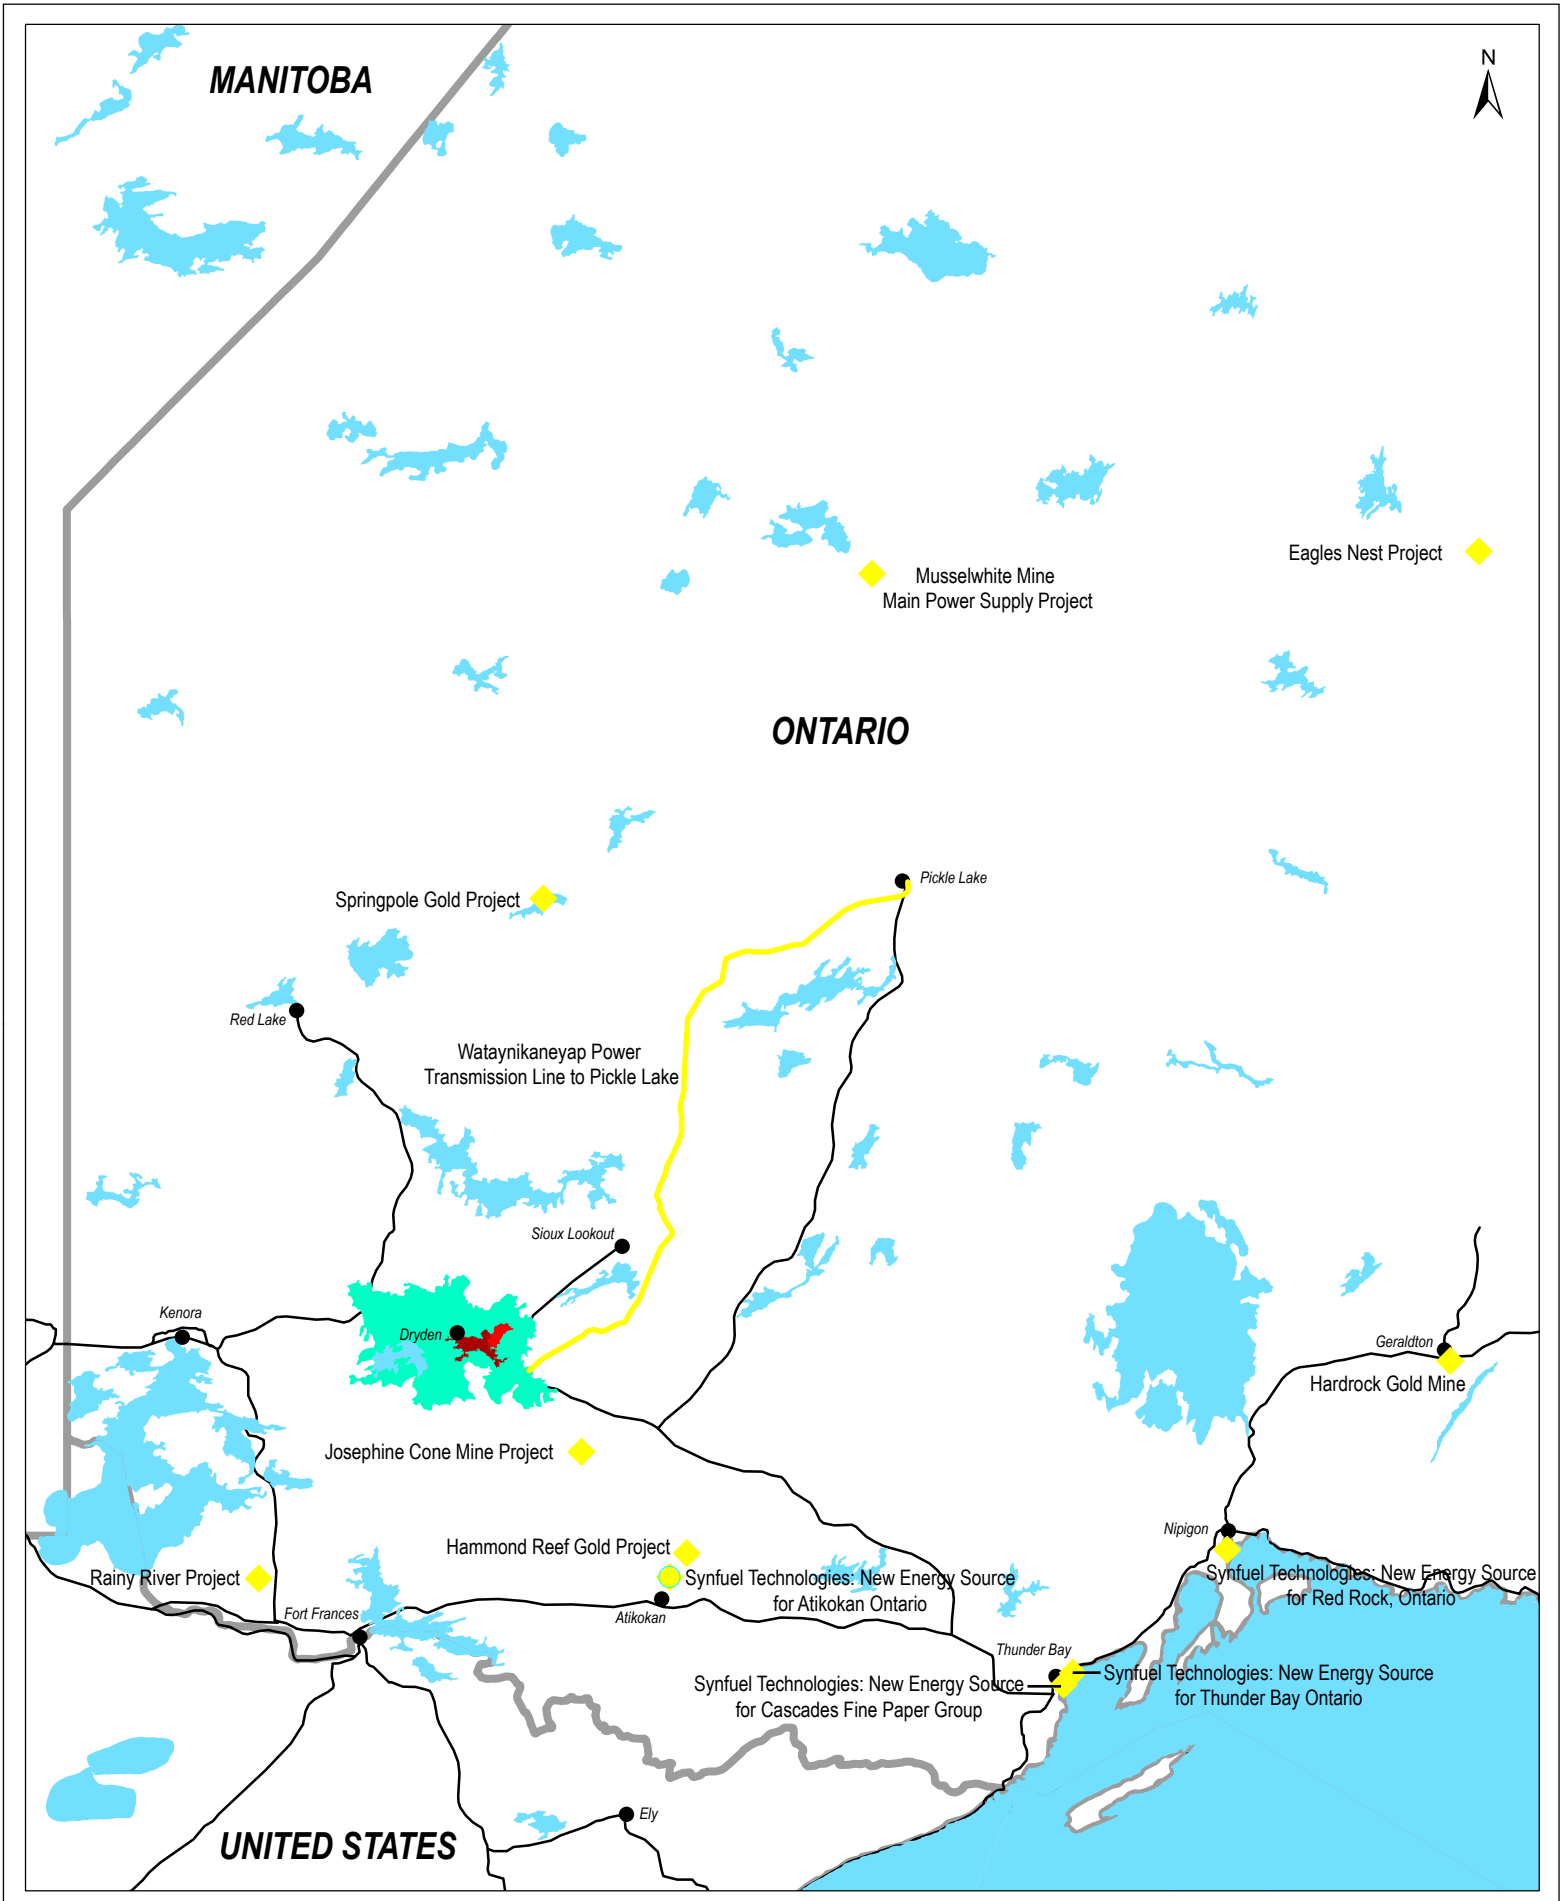 N
MANITOBA
Eagles Nest Project
Musselwhite Mine
Main Power Supply Project
ONTARIO
Pickle Lake
Springpole Gold Project
Red Lake
Wataynikaneyap Power
Transmission Line to Pickle Lake
Sioux Lookout
Kenora
Dryden
Geraldton
Hardrock Gold Mine
Josephine Cone Mine Project
Nipigon
Hammond Reef Gold Project
Rainy River Project
Synfuel Technologies: New Energy Source
for Atikokan Ontario
Synfuel Technologies: New Energy Source
for Red Rock, Ontario
Fort Frances
Atikokan
Thunder Bay
Synfuel Technologies: New Energy Source
for Cascades Fine Paper Group
Synfuel Technologies: New Energy Source
for Thunder Bay Ontario
Ely
UNITED STATES